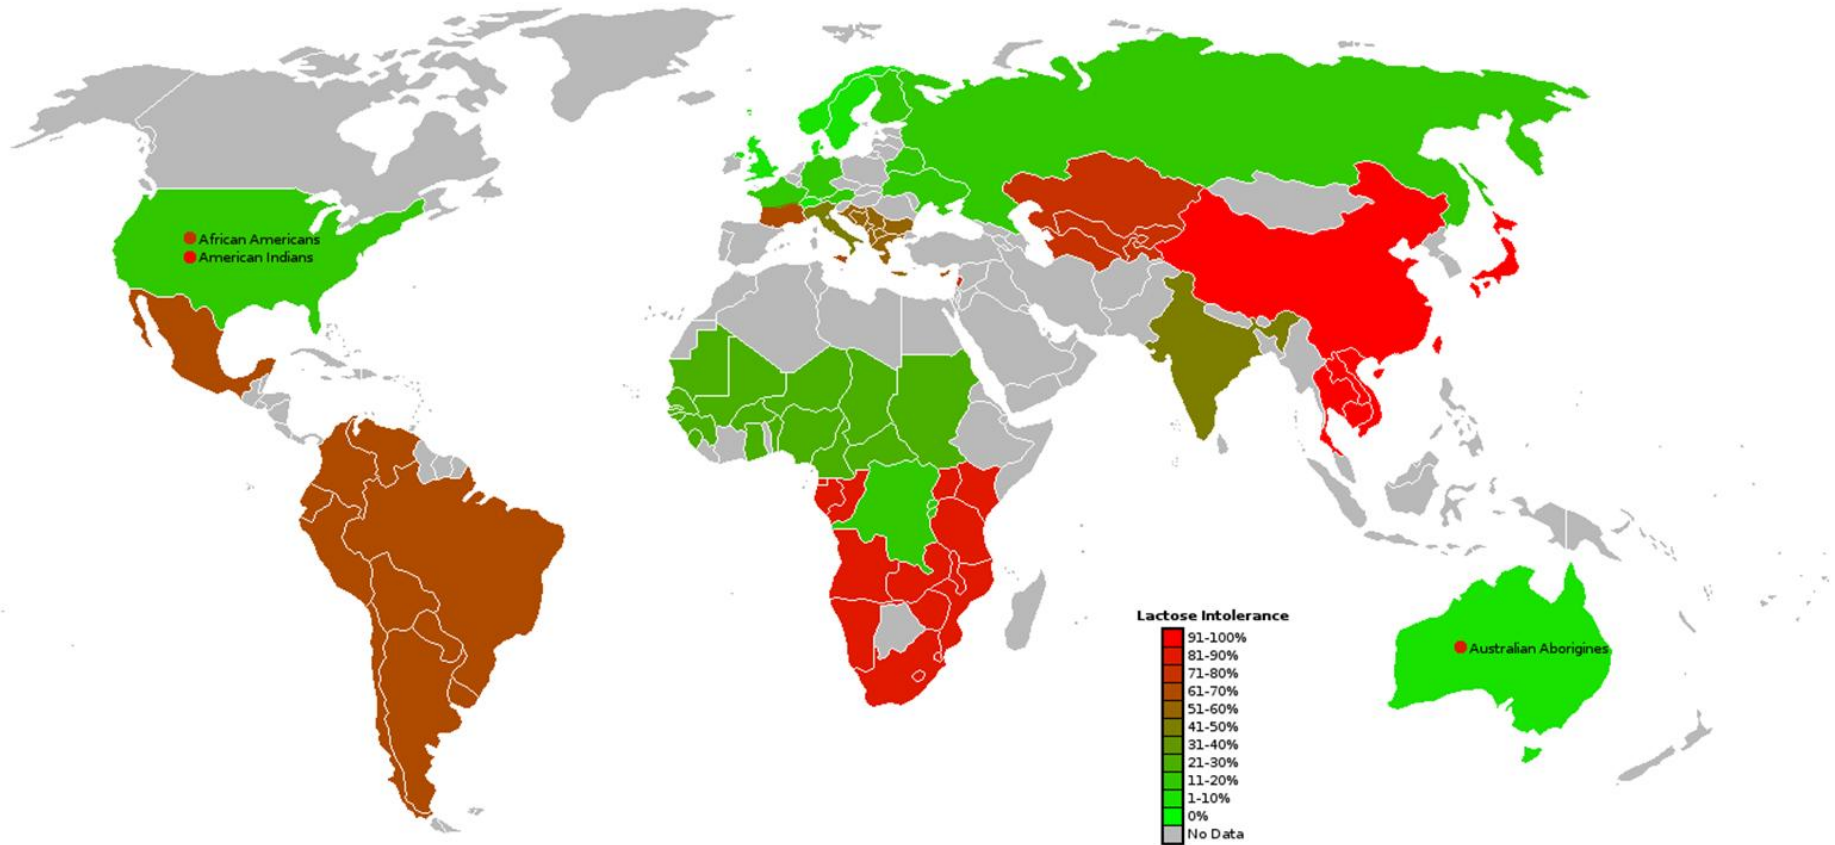 African Americans
American Indians
Lactose Intolerance
91-100%
81-90%
71-80%
61-70%
51-60%
41-50%
31-40%
21-30%
11-20%
1-10%
0%
No Data
Australian Aborigines